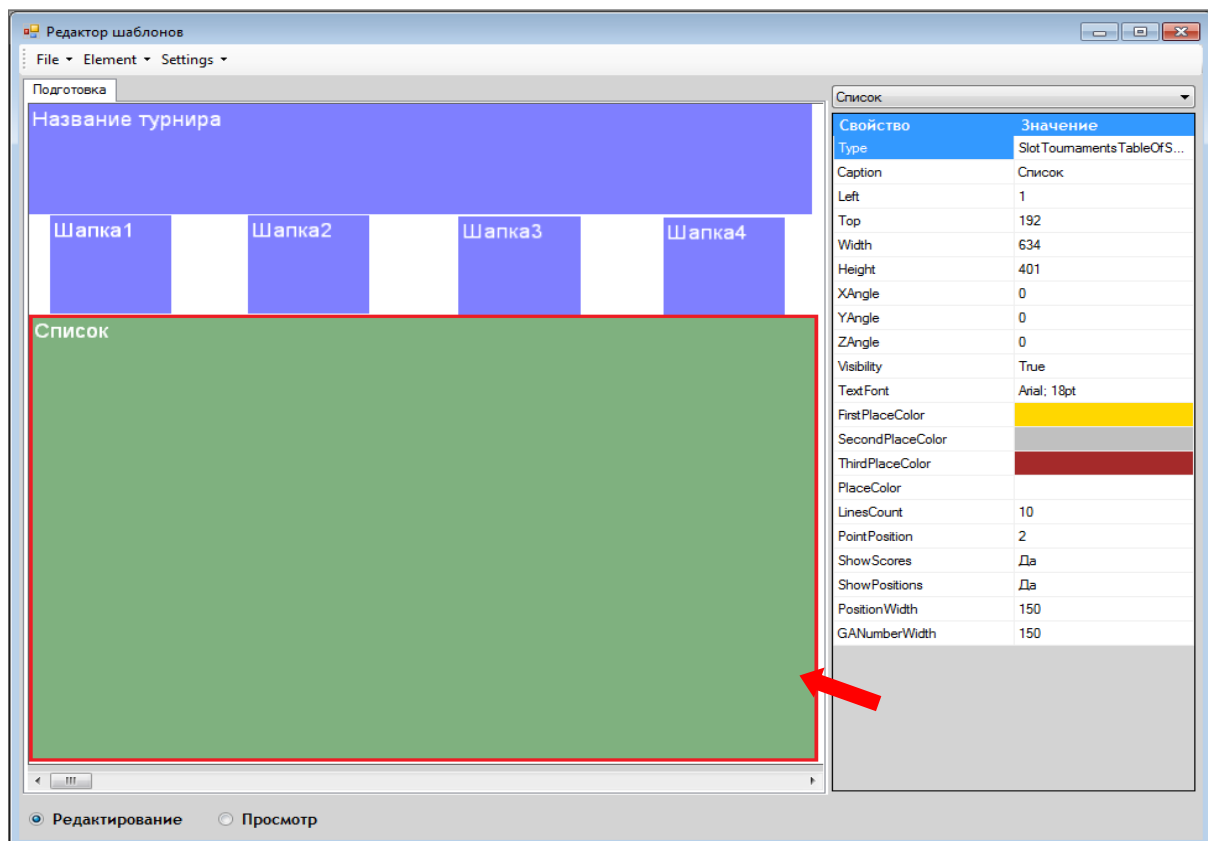 Редактор шаблонов
File Element Settings
Подготовка
Название турнира
Шапка1 Шапка2 Шапка3 Шапка4
Список
Список
Свойство Значение
Type SlotTournamentsTableOfS...
Caption Список
Left 1
Top 192
Width 634
Height 401
XAngle 0
YAngle 0
ZAngle 0
Visibility True
TextFont Arial; 18pt
FirstPlaceColor
SecondPlaceColor
ThirdPlaceColor
PlaceColor
LinesCount 10
PointPosition 2
ShowScores Да
ShowPositions Да
PositionWidth 150
GANumberWidth 150
Редактирование Просмотр